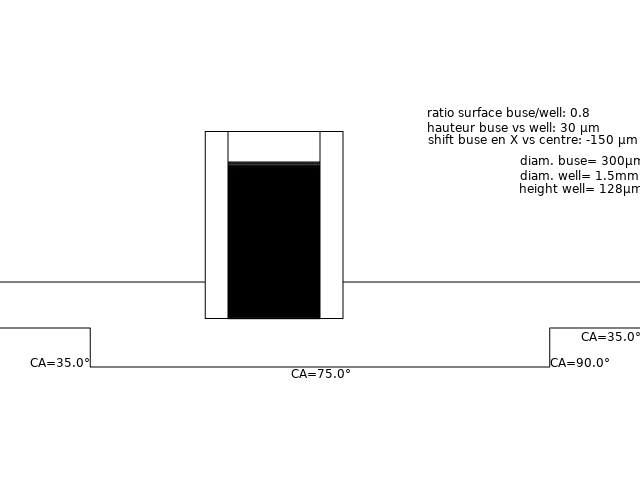 ratio surface buse/well: 0.8
hauteur buse vs well: 30 µm
shift buse en X vs centre: -150 µm
diam. buse= 300µm
diam. well= 1.5mm
height well= 128µm
CA=35.0°
CA=35.0°
CA=90.0°
CA=75.0°